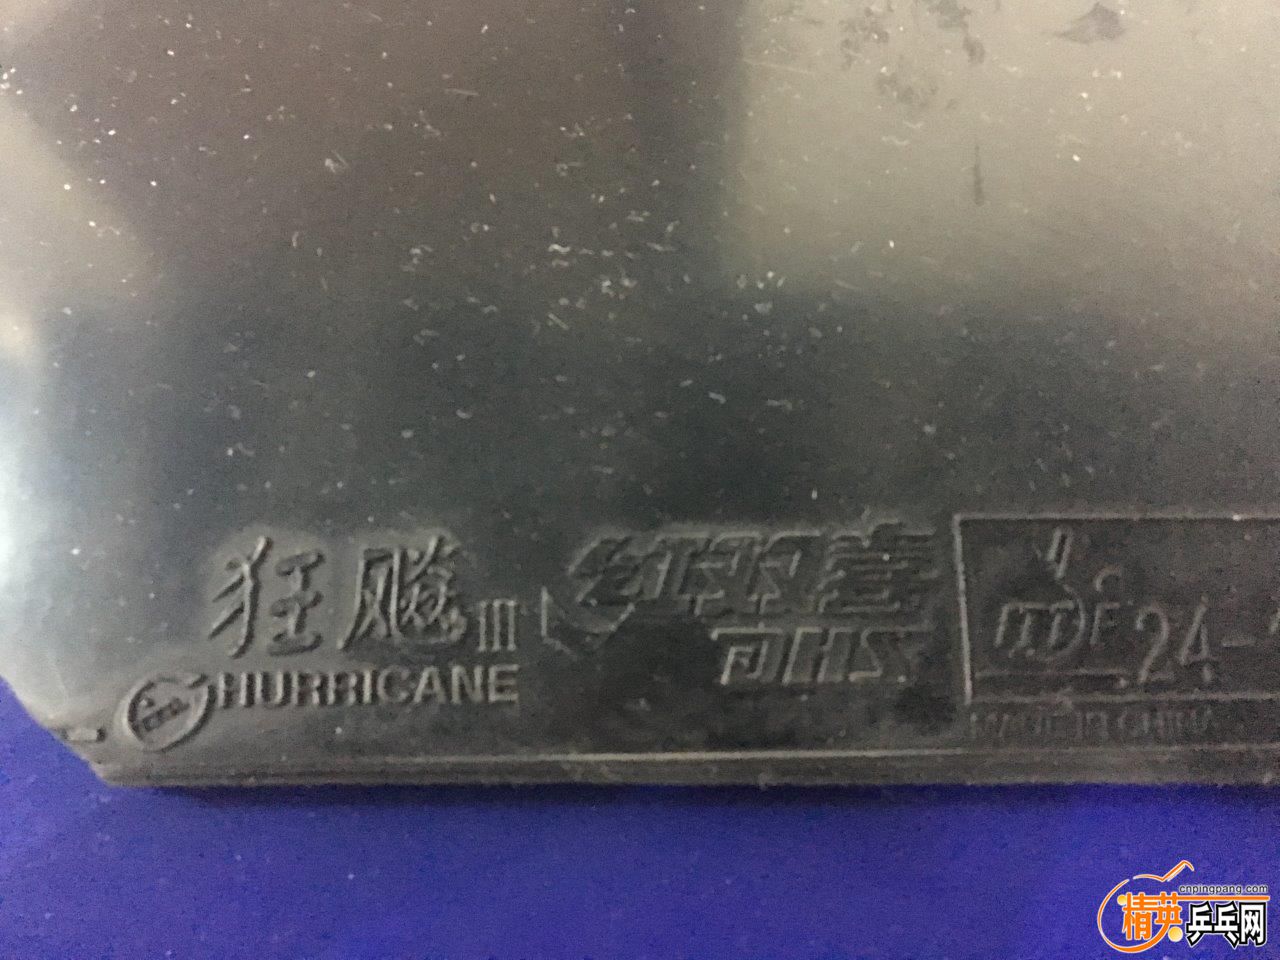 狂飚III
HURRICANE
红双喜
DHS
ITTF 24-
MADE IN CHINA
cnpingpang.com
精英乒乓网